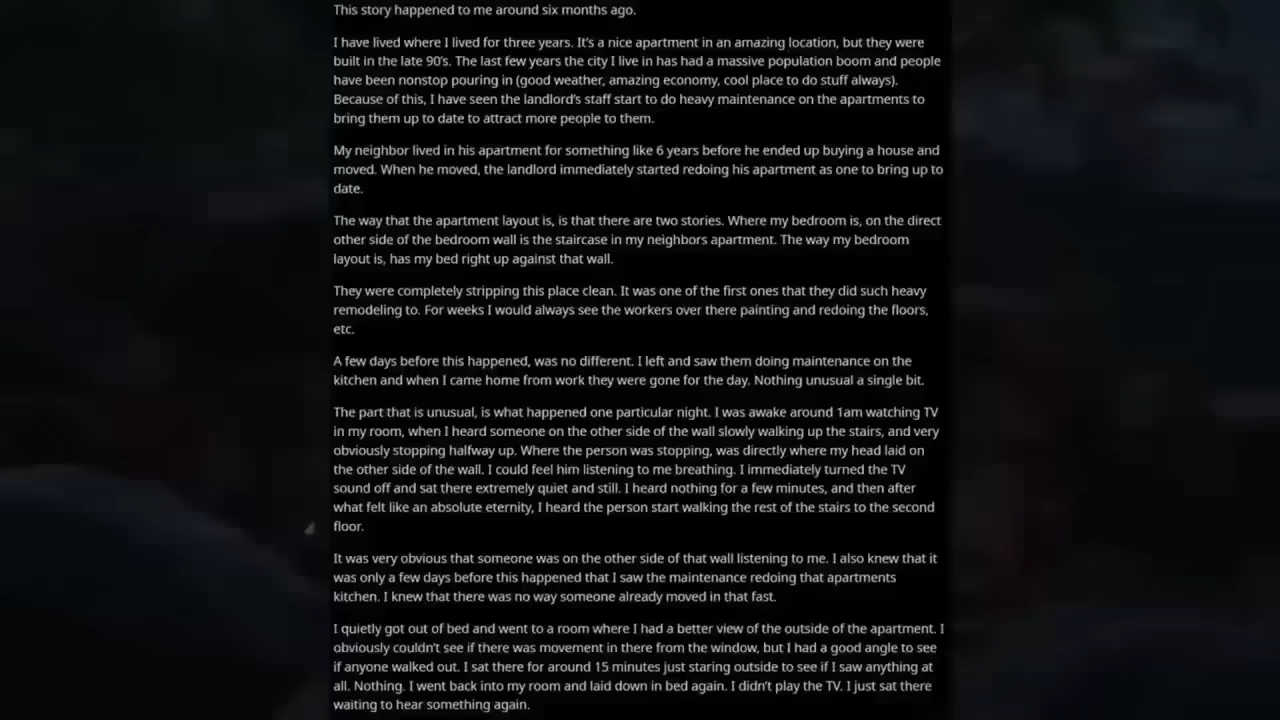 This story happened to me around six months ago.
I have lived where I lived for three years. It's a nice apartment in an amazing location, but they were
built in the late 90's. The last few years the city I live in has had a massive population boom and people
have been nonstop pouring in (good weather, amazing economy, cool place to do stuff always).
Because of this, I have seen the landlord's staff start to do heavy maintenance on the apartments to
bring them up to date to attract more people to them.
My neighbor lived in his apartment for something like 6 years before he ended up buying a house and
moved. When he moved, the landlord immediately started redoing his apartment as one to bring up to
date.
The way that the apartment layout is, is that there are two stories. Where my bedroom is, on the direct
other side of the bedroom wall is the staircase in my neighbors apartment. The way my bedroom
layout is, has my bed right up against that wall.
They were completely stripping this place clean. It was one of the first ones that they did such heavy
remodeling to. For weeks I would always see the workers over there painting and redoing the floors,
etc.
A few days before this happened, was no different. I left and saw them doing maintenance on the
kitchen and when I came home from work they were gone for the day. Nothing unusual a single bit.
The part that is unusual, is what happened one particular night. I was awake around 1am watching TV
in my room, when I heard someone on the other side of the wall slowly walking up the stairs, and very
obviously stopping halfway up. Where the person was stopping, was directly where my head laid on
the other side of the wall. I could feel him listening to me breathing. I immediately turned the TV
sound off and sat there extremely quiet and still. I heard nothing for a few minutes, and then after
what felt like an absolute eternity, I heard the person start walking the rest of the stairs to the second
floor.
It was very obvious that someone was on the other side of that wall listening to me. I also knew that it
was only a few days before this happened that I saw the maintenance redoing that apartments
kitchen. I knew that there was no way someone already moved in that fast.
I quietly got out of bed and went to a room where I had a better view of the outside of the apartment. I
obviously couldn't see if there was movement in there from the window, but I had a good angle to see
if anyone walked out. I sat there for around 15 minutes just staring outside to see if I saw anything at
all. Nothing. I went back into my room and laid down in bed again. I didn't play the TV. I just sat there
waiting to hear something again.